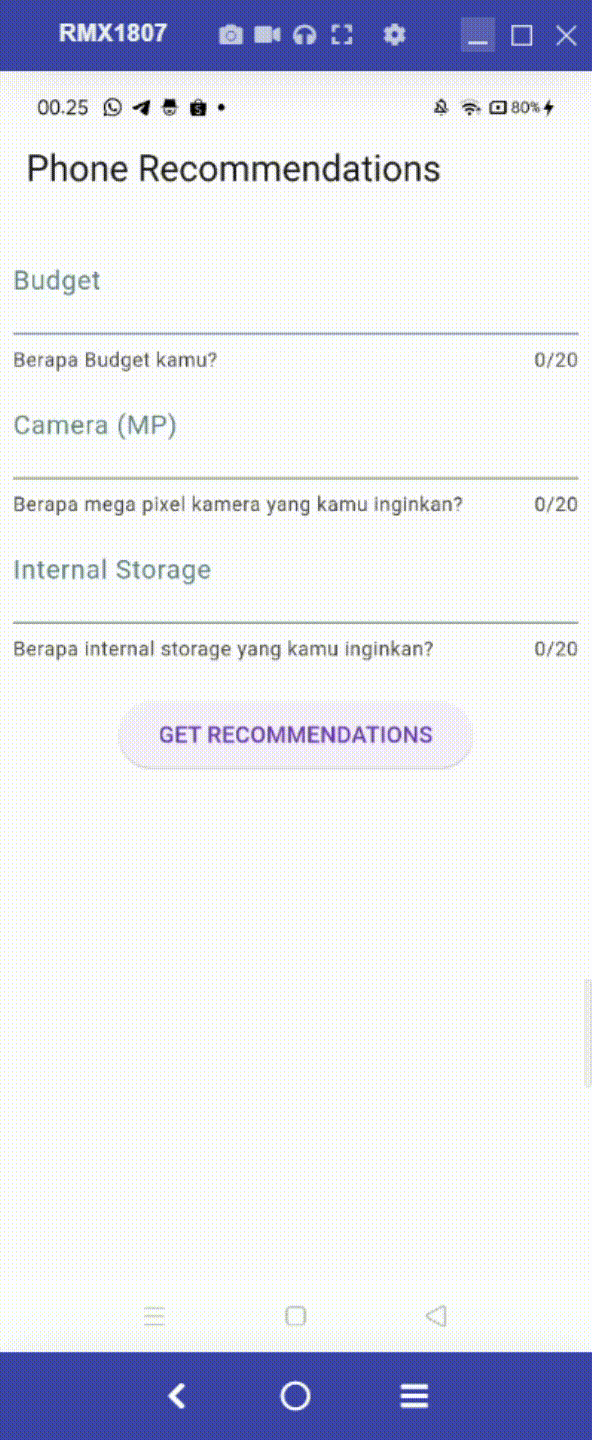 RMX1807
00.25
80%
Phone Recommendations
Budget
Berapa Budget kamu? 0/20
Camera (MP)
Berapa mega pixel kamera yang kamu inginkan? 0/20
Internal Storage
Berapa internal storage yang kamu inginkan? 0/20
GET RECOMMENDATIONS